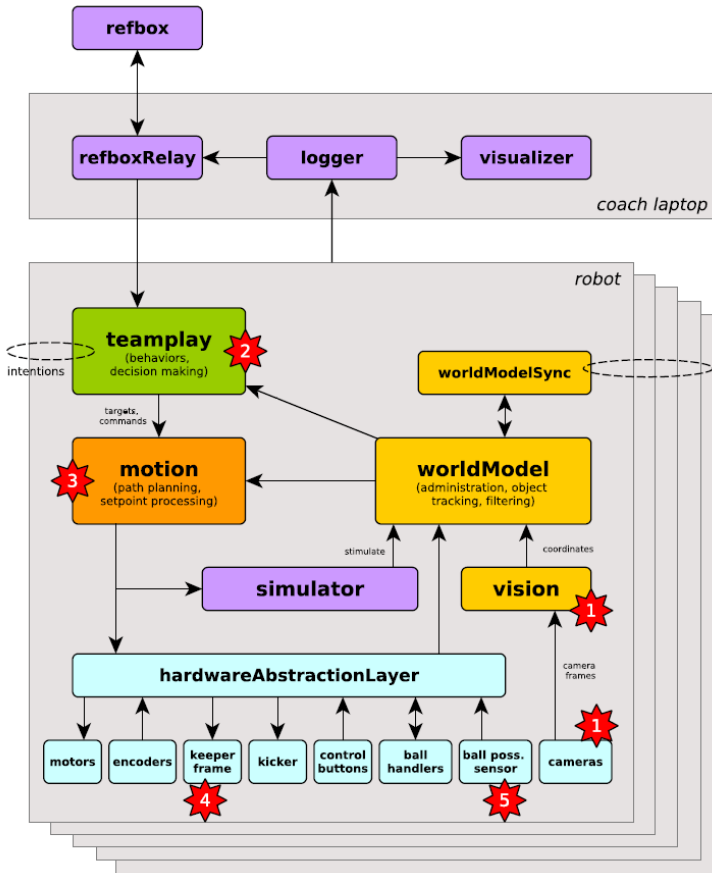 refbox
refboxRelay
logger
visualizer
coach laptop
robot
teamplay
(behaviors,
decision making)
2
intentions
worldModelSync
targets,
commands
3
motion
(path planning,
setpoint processing)
worldModel
(administration, object
tracking, filtering)
stimulate
coordinates
simulator
vision
1
hardwareAbstractionLayer
camera
frames
1
motors
encoders
keeper
frame
kicker
control
buttons
ball
handlers
ball poss.
sensor
cameras
4
5